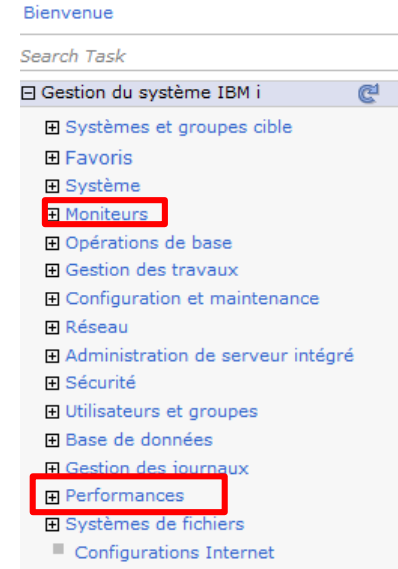 Bienvenue
Search Task
Gestion du système IBM i
Systèmes et groupes cible
Favoris
Système
Moniteurs
Opérations de base
Gestion des travaux
Configuration et maintenance
Réseau
Administration de serveur intégré
Sécurité
Utilisateurs et groupes
Base de données
Gestion des journaux
Performances
Systèmes de fichiers
Configurations Internet